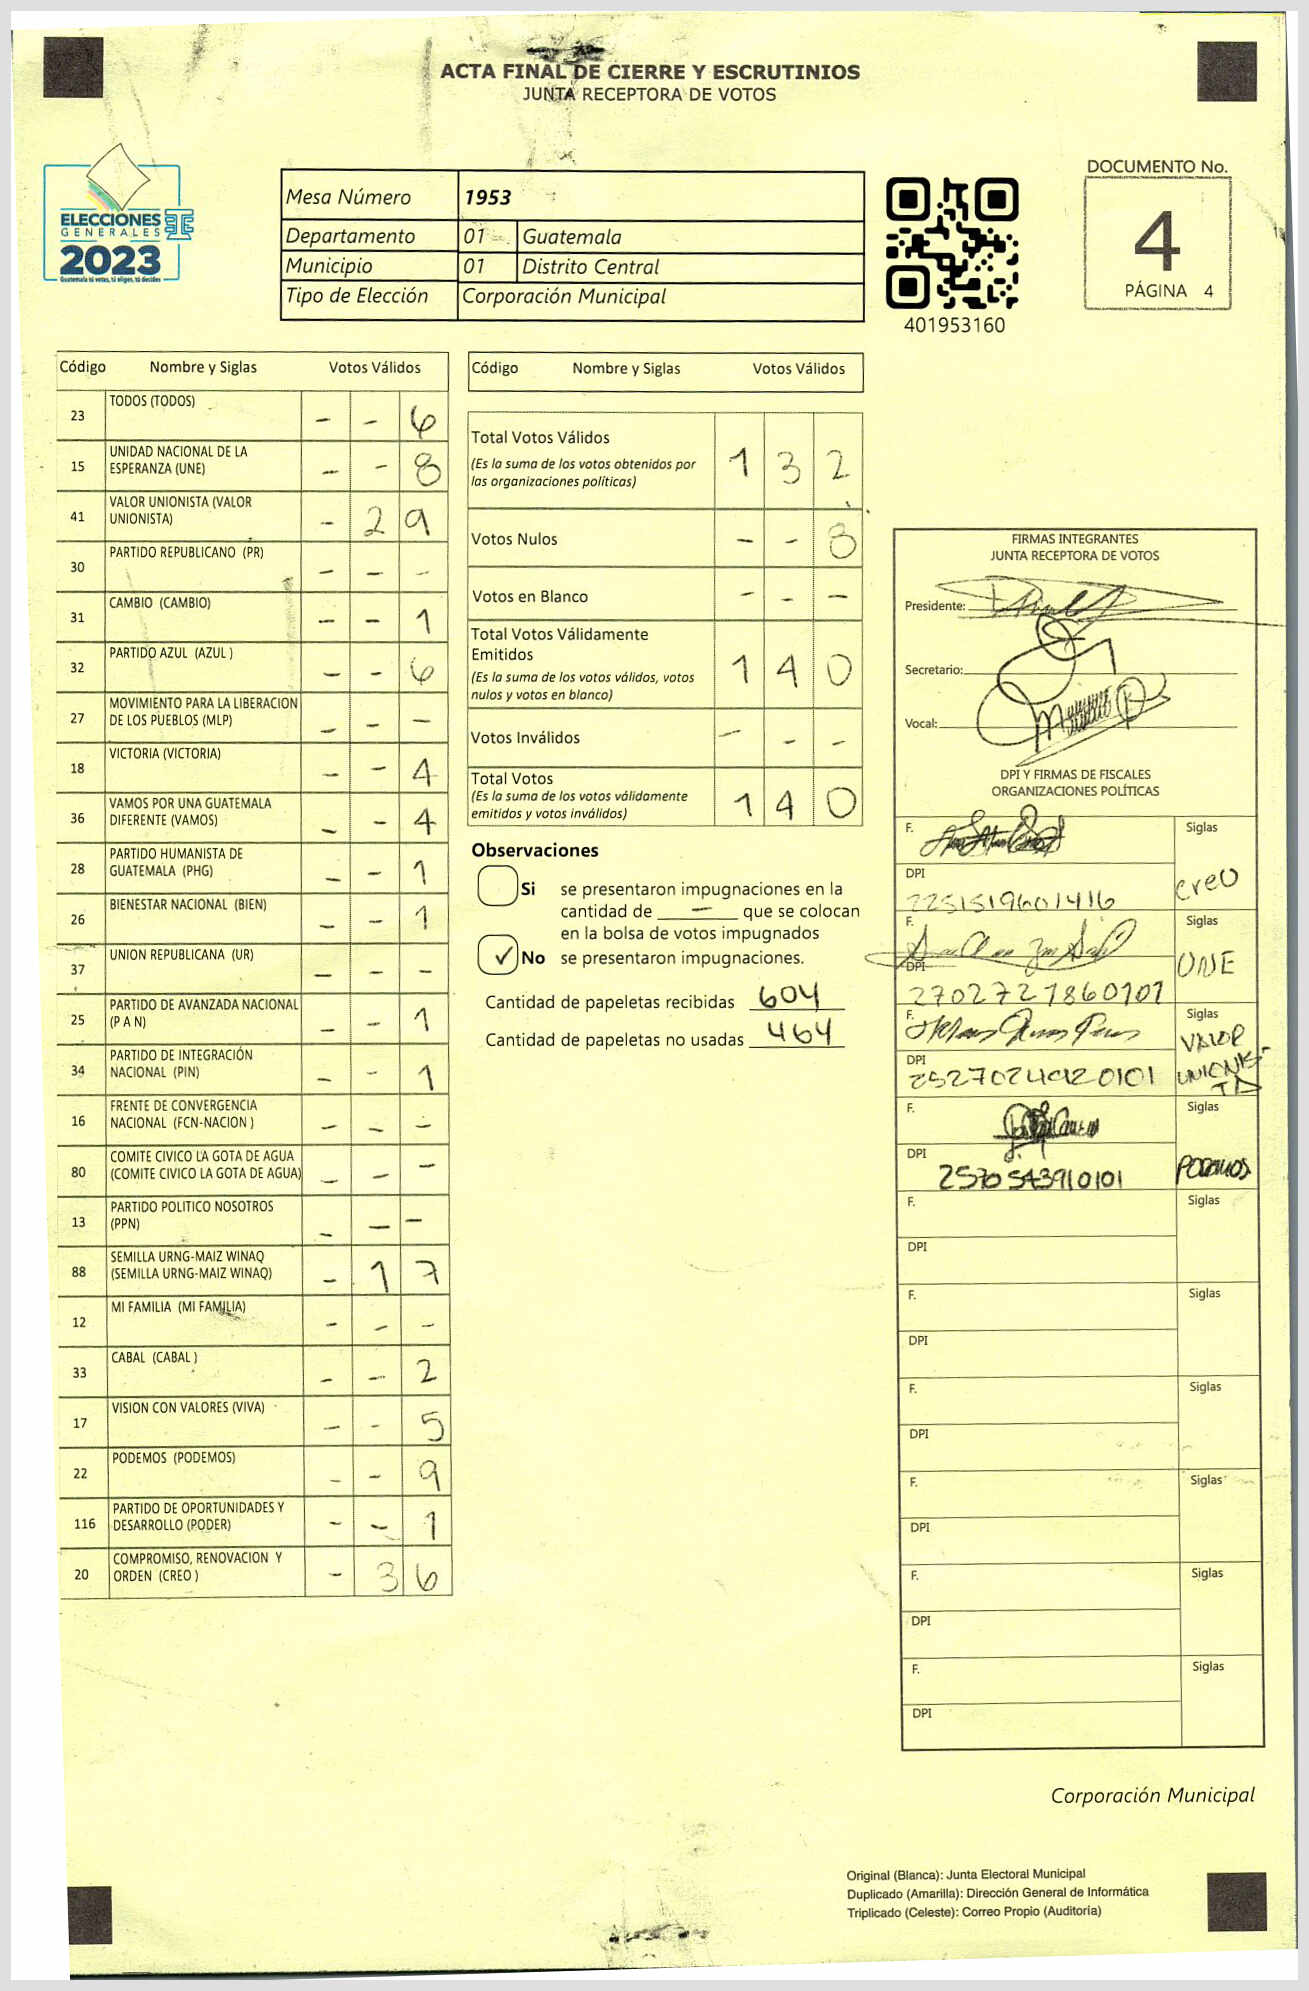 ACTA FINAL DE CIERRE Y ESCRUTINIOS
JUNTA RECEPTORA DE VOTOS
ELECCIONES
GENERALES
2023
Guatemala tú votas, tú eliges, tú decides
Mesa Número 1953
Departamento 01 Guatemala
Municipio 01 Distrito Central
Tipo de Elección Corporación Municipal
401953160
DOCUMENTO No.
4
PÁGINA 4
Código Nombre y Siglas Votos Válidos
23 TODOS (TODOS) - - 6
15 UNIDAD NACIONAL DE LA
ESPERANZA (UNE) - - 8
41 VALOR UNIONISTA (VALOR
UNIONISTA) - 2 9
30 PARTIDO REPUBLICANO (PR) - - -
31 CAMBIO (CAMBIO) - - 1
32 PARTIDO AZUL (AZUL ) - - 6
27 MOVIMIENTO PARA LA LIBERACION
DE LOS PUEBLOS (MLP) - - -
18 VICTORIA (VICTORIA) - - 4
36 VAMOS POR UNA GUATEMALA
DIFERENTE (VAMOS) - - 4
28 PARTIDO HUMANISTA DE
GUATEMALA (PHG) - - 1
26 BIENESTAR NACIONAL (BIEN) - - 1
37 UNION REPUBLICANA (UR) - - -
25 PARTIDO DE AVANZADA NACIONAL
(P A N) - - 1
34 PARTIDO DE INTEGRACIÓN
NACIONAL (PIN) - - 1
16 FRENTE DE CONVERGENCIA
NACIONAL (FCN-NACION ) - - -
80 COMITE CIVICO LA GOTA DE AGUA
(COMITE CIVICO LA GOTA DE AGUA) - - -
13 PARTIDO POLITICO NOSOTROS
(PPN) - - -
88 SEMILLA URNG-MAIZ WINAQ
(SEMILLA URNG-MAIZ WINAQ) - 1 7
12 MI FAMILIA (MI FAMILIA) - - -
33 CABAL (CABAL ) - - 2
17 VISION CON VALORES (VIVA) - - 5
22 PODEMOS (PODEMOS) - - 9
116 PARTIDO DE OPORTUNIDADES Y
DESARROLLO (PODER) - - 1
20 COMPROMISO, RENOVACION Y
ORDEN (CREO ) - 3 6
Código Nombre y Siglas Votos Válidos
Total Votos Válidos 1 3 2
(Es la suma de los votos obtenidos por
las organizaciones políticas)
Votos Nulos - - 8
Votos en Blanco - - -
Total Votos Válidamente
Emitidos 1 4 0
(Es la suma de los votos válidos, votos
nulos y votos en blanco)
Votos Inválidos - - -
Total Votos 1 4 0
(Es la suma de los votos válidamente
emitidos y votos inválidos)
Observaciones
Si se presentaron impugnaciones en la
cantidad de — que se colocan
en la bolsa de votos impugnados
✓ No se presentaron impugnaciones.
Cantidad de papeletas recibidas 604
Cantidad de papeletas no usadas 464
FIRMAS INTEGRANTES
JUNTA RECEPTORA DE VOTOS
Presidente:
Secretario:
Vocal:
DPI Y FIRMAS DE FISCALES
ORGANIZACIONES POLÍTICAS
F. Siglas
DPI creo
2251519601416
F. Siglas
DPI UNE
2702727860101
F. Siglas
VALOR
UNIONIS-
TA
DPI 2527024920101
F. Siglas
DPI PODEMOS
2570543910101
F. Siglas
DPI
F. Siglas
DPI
F. Siglas
DPI
F. Siglas
DPI
F. Siglas
DPI
F. Siglas
DPI
Corporación Municipal
Original (Blanca): Junta Electoral Municipal
Duplicado (Amarilla): Dirección General de Informática
Triplicado (Celeste): Correo Propio (Auditoría)